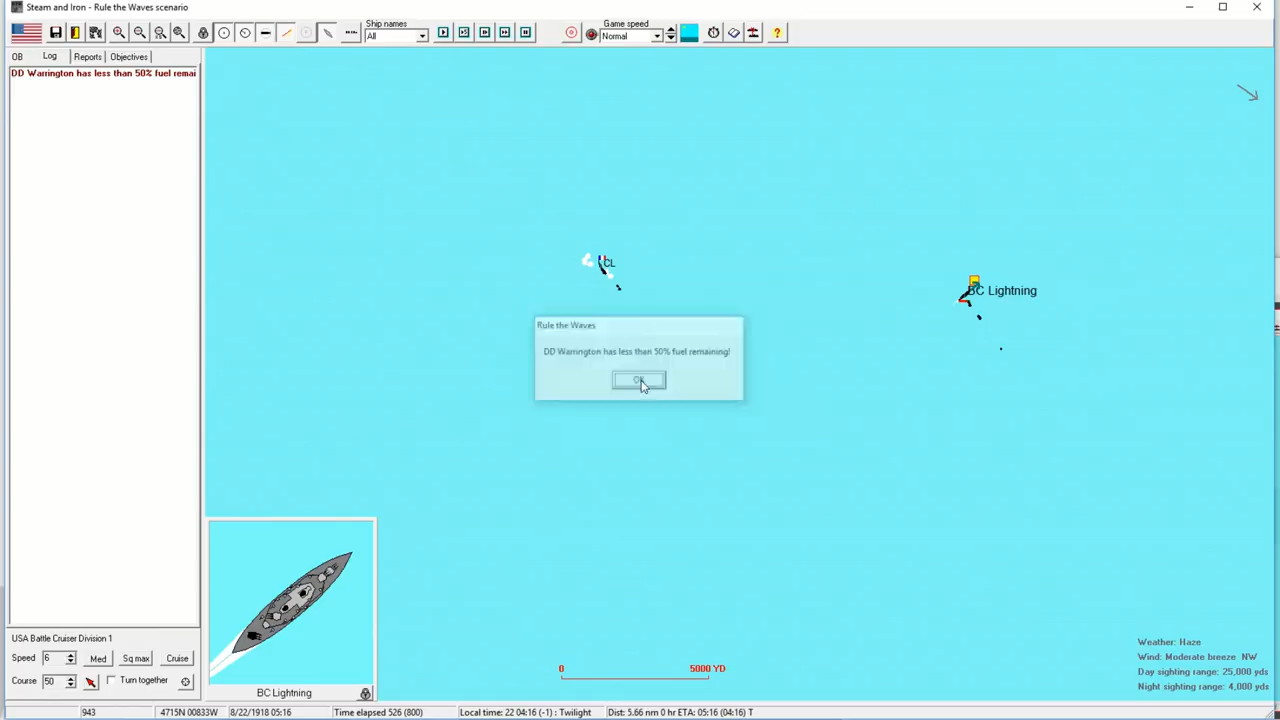 Steam and Iron - Rule the Waves scenario
Ship names
All
Game speed
Normal
OB
Log
Reports
Objectives
DD Warrington has less than 50% fuel remai
CL
BC Lightning
Rule the Waves
DD Warrington has less than 50% fuel remaining!
OK
USA Battle Cruiser Division 1
Speed
6
Med
Sq max
Cruise
Course
50
Turn together
BC Lightning
0
5000 YD
Weather: Haze
Wind: Moderate breeze NW
Day sighting range: 25,000 yds
Night sighting range: 4,000 yds
943
4715N 00833W
8/22/1918 05:16
Time elapsed 526 (800)
Local time: 22 04:16 (-1) : Twilight
Dist: 5.66 nm 0 hr ETA: 05:16 (04:16) T